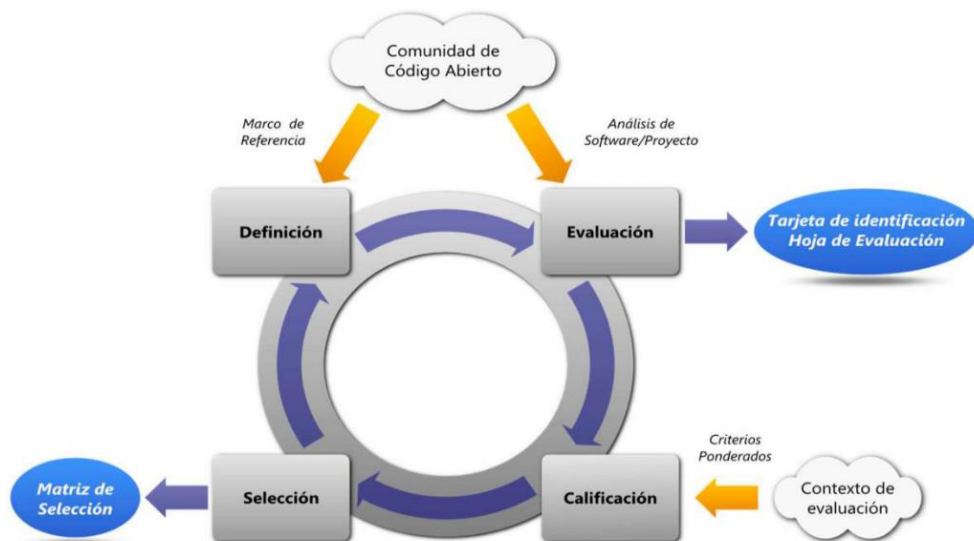 Comunidad de
Código Abierto
Marco de
Referencia
Análisis de
Software/Proyecto
Definición
Evaluación
Tarjeta de identificación
Hoja de Evaluación
Criterios
Ponderados
Matriz de
Selección
Selección
Calificación
Contexto de
evaluación